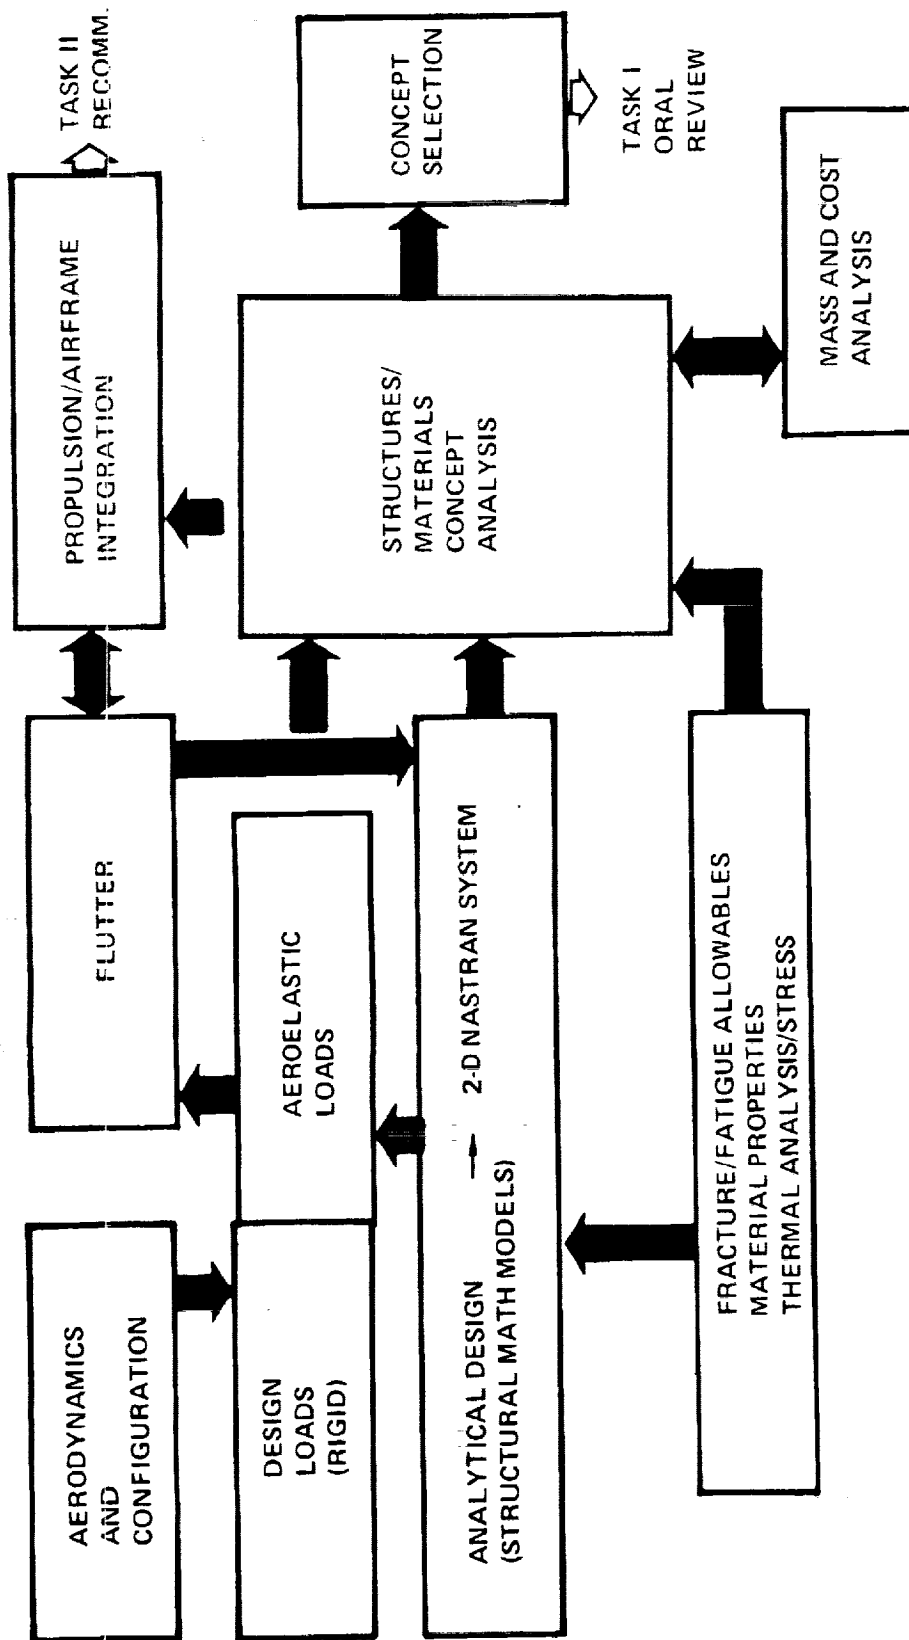 AERODYNAMICS
AND
CONFIGURATION
FLUTTER
PROPULSION/AIRFRAME
INTEGRATION
TASK II
RECOMM.
DESIGN
LOADS
(RIGID)
AEROELASTIC
LOADS
ANALYTICAL DESIGN → 2-D NASTRAN SYSTEM
(STRUCTURAL MATH MODELS)
STRUCTURES/
MATERIALS
CONCEPT
ANALYSIS
CONCEPT
SELECTION
TASK I
ORAL
REVIEW
FRACTURE/FATIGUE ALLOWABLES
MATERIAL PROPERTIES
THERMAL ANALYSIS/STRESS
MASS AND COST
ANALYSIS